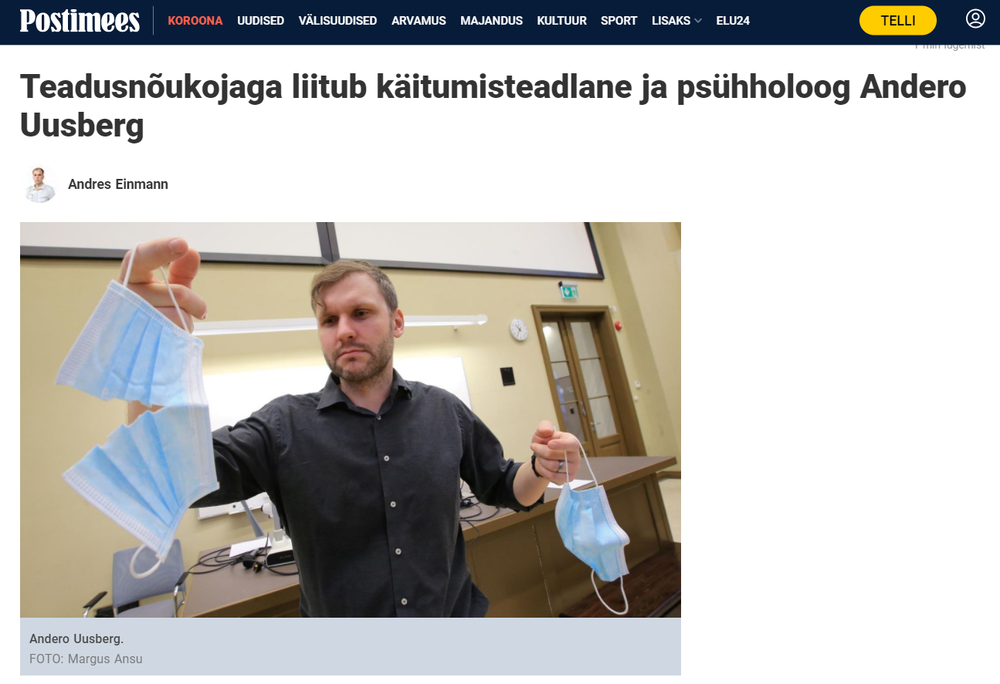 Postimees
KOROONA UUDISED VÄLISUUDISED ARVAMUS MAJANDUS KULTUUR SPORT LISAKS ELU24
TELLI
1 min lugemist
Teadusnõukojaga liitub käitumisteadlane ja psühholoog Andero
Uusberg
Andres Einmann
Andero Uusberg.
FOTO: Margus Ansu